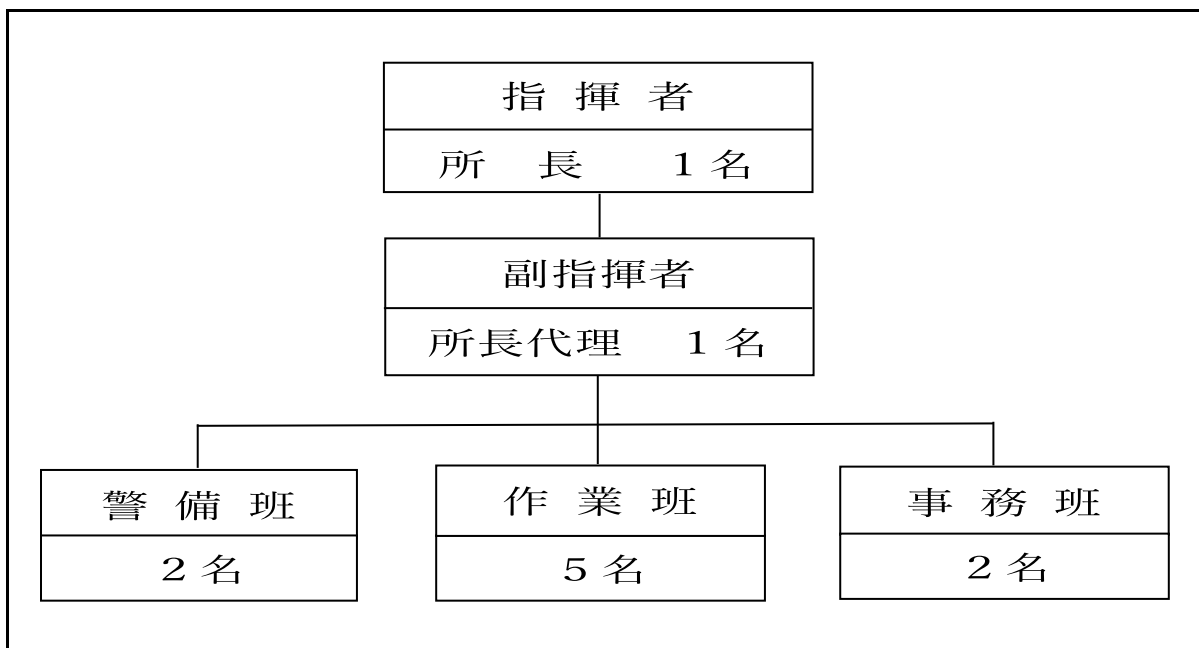 指 揮 者
所 長 1 名
副指揮者
所長代理 1 名
警 備 班
2 名
作 業 班
5 名
事 務 班
2 名